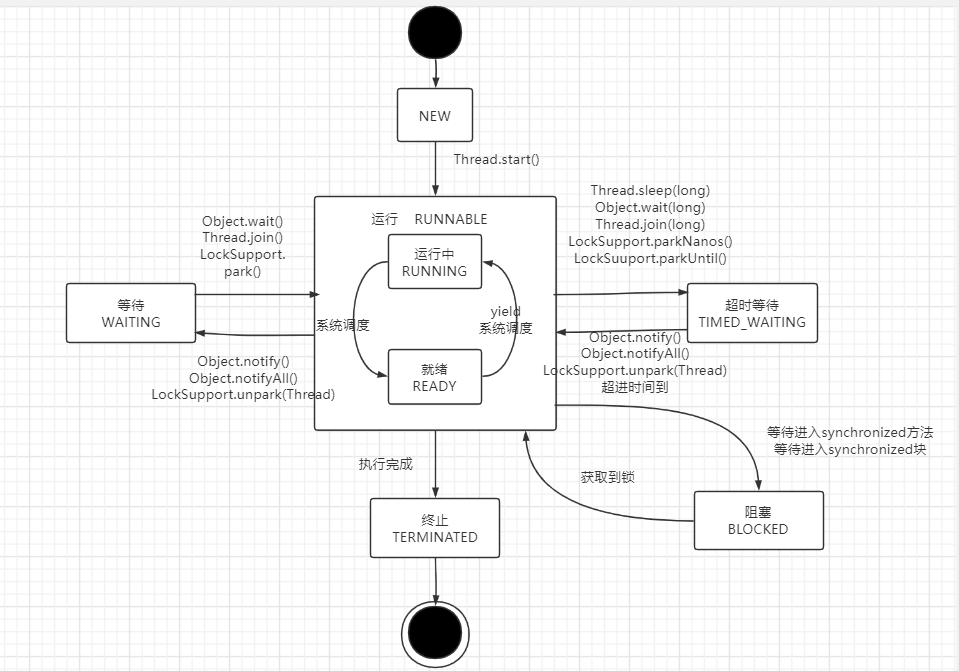 NEW
Thread.start()
Thread.sleep(long)
Object.wait(long)
Thread.join(long)
LockSupport.parkNanos()
LockSuuport.parkUntil()
运行 RUNNABLE
Object.wait()
Thread.join()
LockSupport.
park()
运行中
RUNNING
等待
WAITING
超时等待
TIMED_WAITING
系统调度
yield
系统调度
Object.notify()
Object.notifyAll()
LockSupport.unpark(Thread)
超进时间到
Object.notify()
Object.notifyAll()
LockSupport.unpark(Thread)
就绪
READY
等待进入synchronized方法
等待进入synchronized块
执行完成
获取到锁
终止
TERMINATED
阻塞
BLOCKED